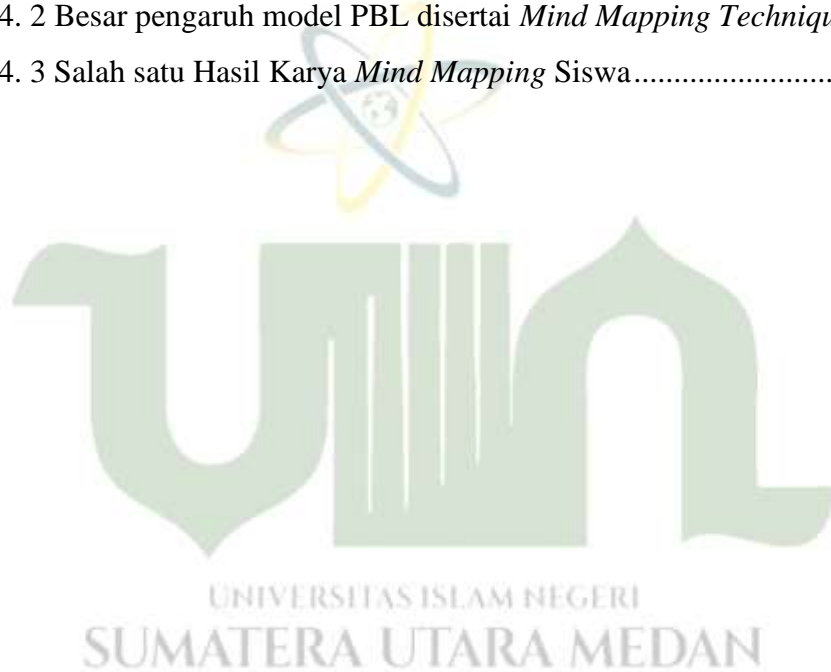 4. 2 Besar pengaruh model PBL disertai Mind Mapping Techniqu
4. 3 Salah satu Hasil Karya Mind Mapping Siswa........................
UIN
UNIVERSITAS ISLAM NEGERI
SUMATERA UTARA MEDAN